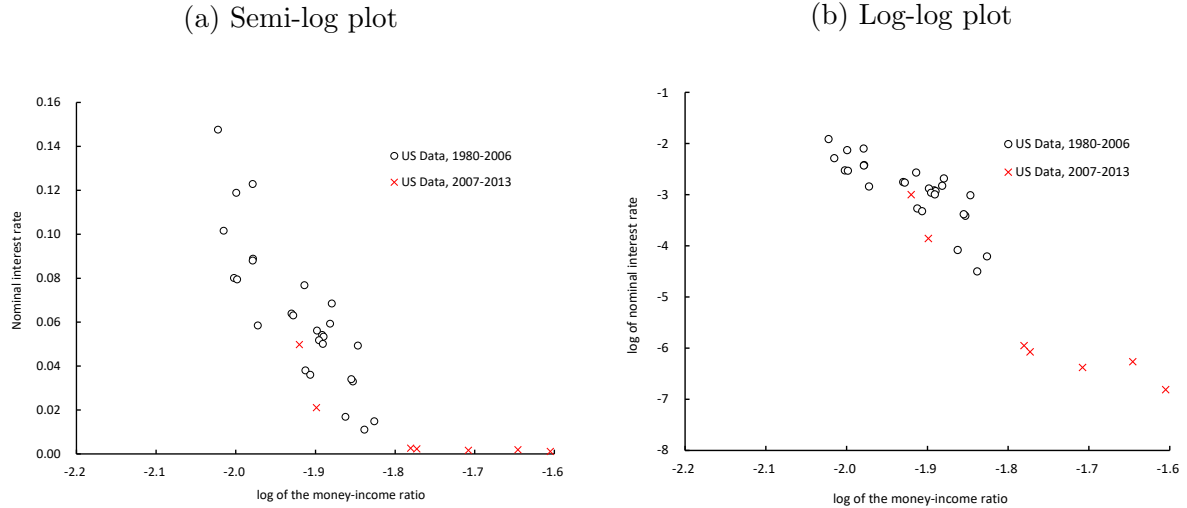 (a) Semi-log plot
0.16
0.14
0.12
0.10
0.08
0.06
0.04
0.02
0.00
Nominal interest rate
US Data, 1980-2006
US Data, 2007-2013
-2.2 -2.1 -2.0 -1.9 -1.8 -1.7 -1.6
log of the money-income ratio
(b) Log-log plot
-1
-2
-3
-4
-5
-6
-7
-8
log of nominal interest rate
US Data, 1980-2006
US Data, 2007-2013
-2.2 -2.1 -2.0 -1.9 -1.8 -1.7 -1.6
log of the money-income ratio